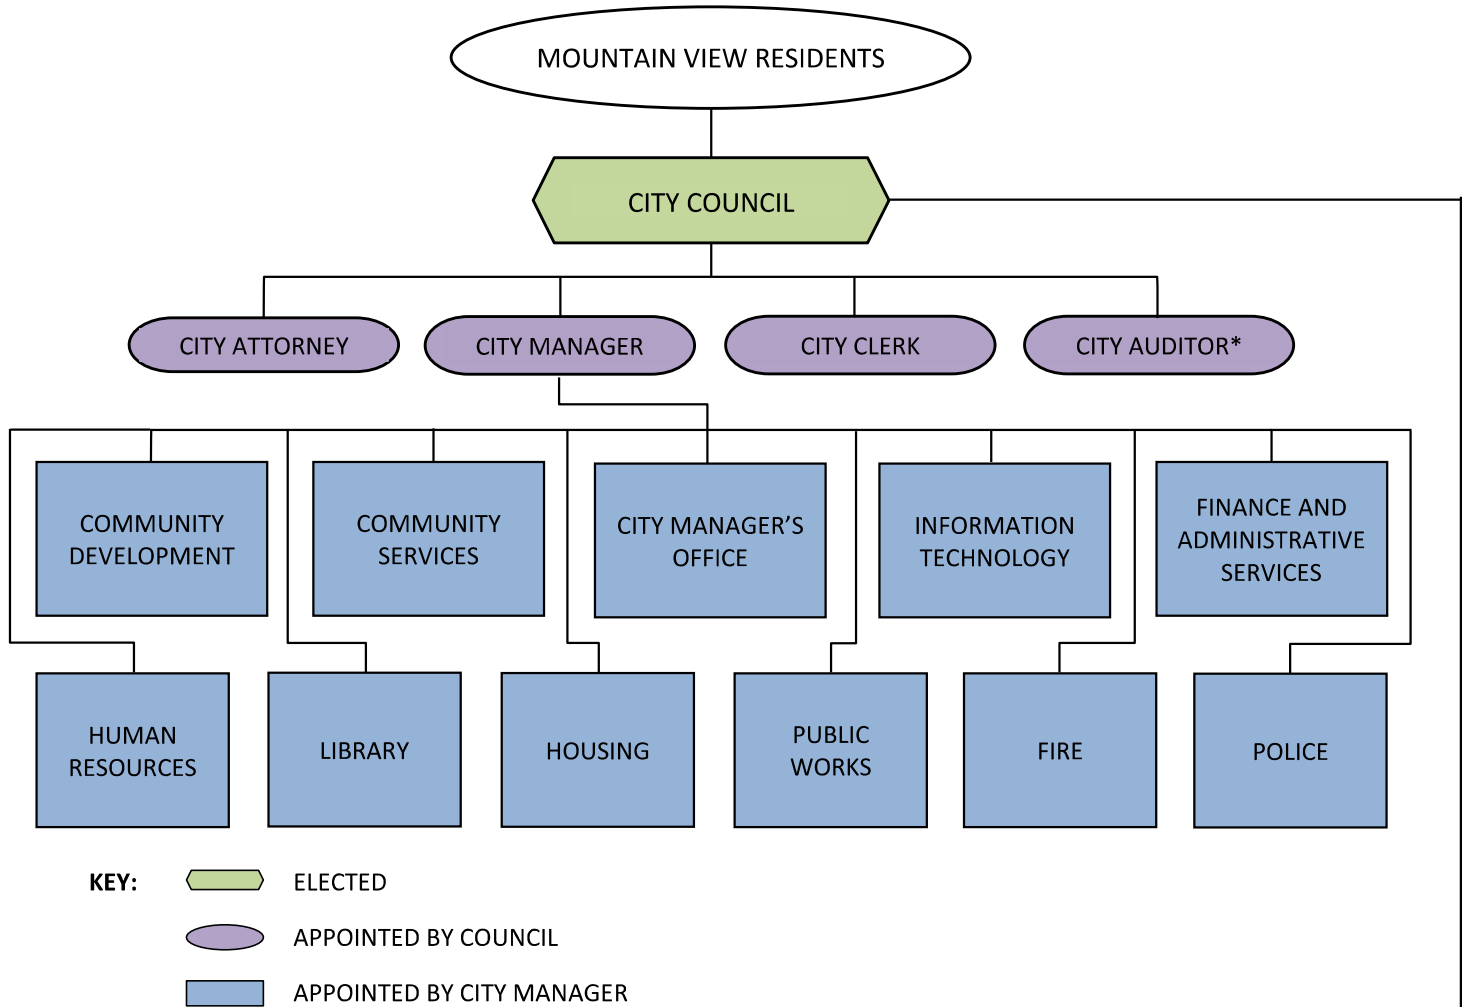 MOUNTAIN VIEW RESIDENTS
CITY COUNCIL
CITY ATTORNEY
CITY MANAGER
CITY CLERK
CITY AUDITOR*
COMMUNITY
DEVELOPMENT
COMMUNITY
SERVICES
CITY MANAGER’S
OFFICE
INFORMATION
TECHNOLOGY
FINANCE AND
ADMINISTRATIVE
SERVICES
HUMAN
RESOURCES
LIBRARY
HOUSING
PUBLIC
WORKS
FIRE
POLICE
KEY:
ELECTED
APPOINTED BY COUNCIL
APPOINTED BY CITY MANAGER